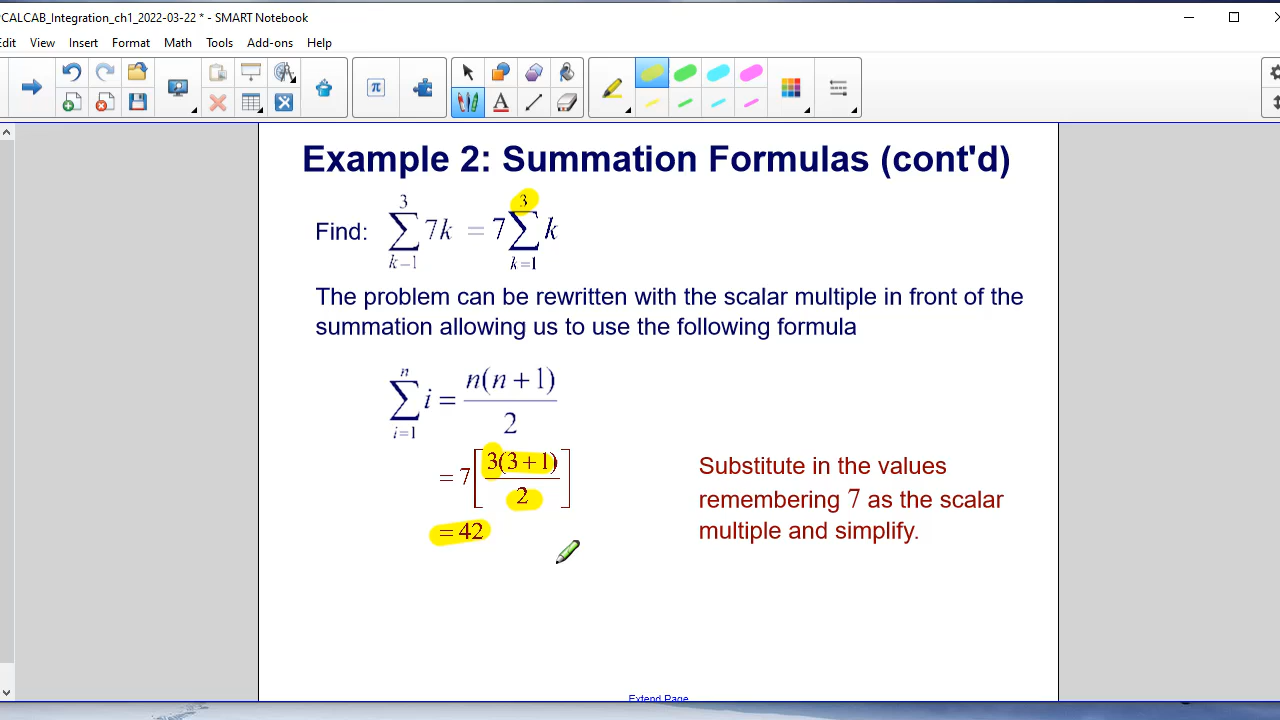 CALCAB_Integration_ch1_2022-03-22 * - SMART Notebook
Edit View Insert Format Math Tools Add-ons Help
Example 2: Summation Formulas (cont'd)
3 3
Find: ∑ 7k = 7 ∑ k
k=1 k=1
The problem can be rewritten with the scalar multiple in front of the
summation allowing us to use the following formula
n
∑ i = n(n + 1) / 2
i=1
= 7[3(3 + 1) / 2]
= 42
Substitute in the values
remembering 7 as the scalar
multiple and simplify.
Extend Page